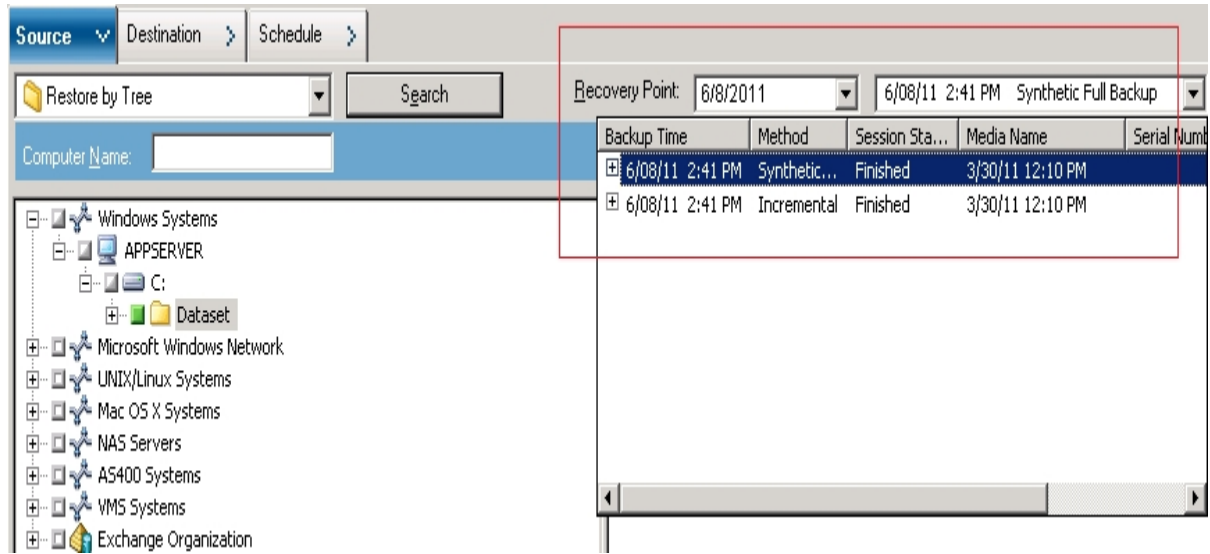 Source Destination Schedule
Restore by Tree Search Recovery Point: 6/8/2011 6/08/11 2:41 PM Synthetic Full Backup
Computer Name:
Backup Time Method Session Sta... Media Name Serial Numb
6/08/11 2:41 PM Synthetic... Finished 3/30/11 12:10 PM
6/08/11 2:41 PM Incremental Finished 3/30/11 12:10 PM
Windows Systems
APPSERVER
C:
Dataset
Microsoft Windows Network
UNIX/Linux Systems
Mac OS X Systems
NAS Servers
AS400 Systems
VMS Systems
Exchange Organization